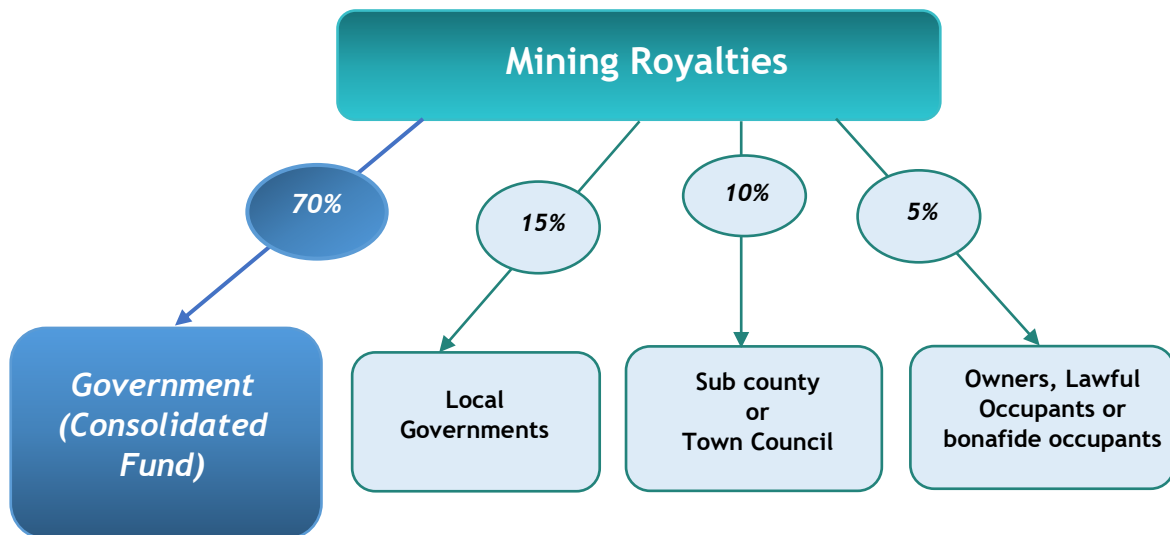 Mining Royalties
70%
15%
10%
5%
Government
(Consolidated
Fund)
Local
Governments
Sub county
or
Town Council
Owners, Lawful
Occupants or
bonafide occupants